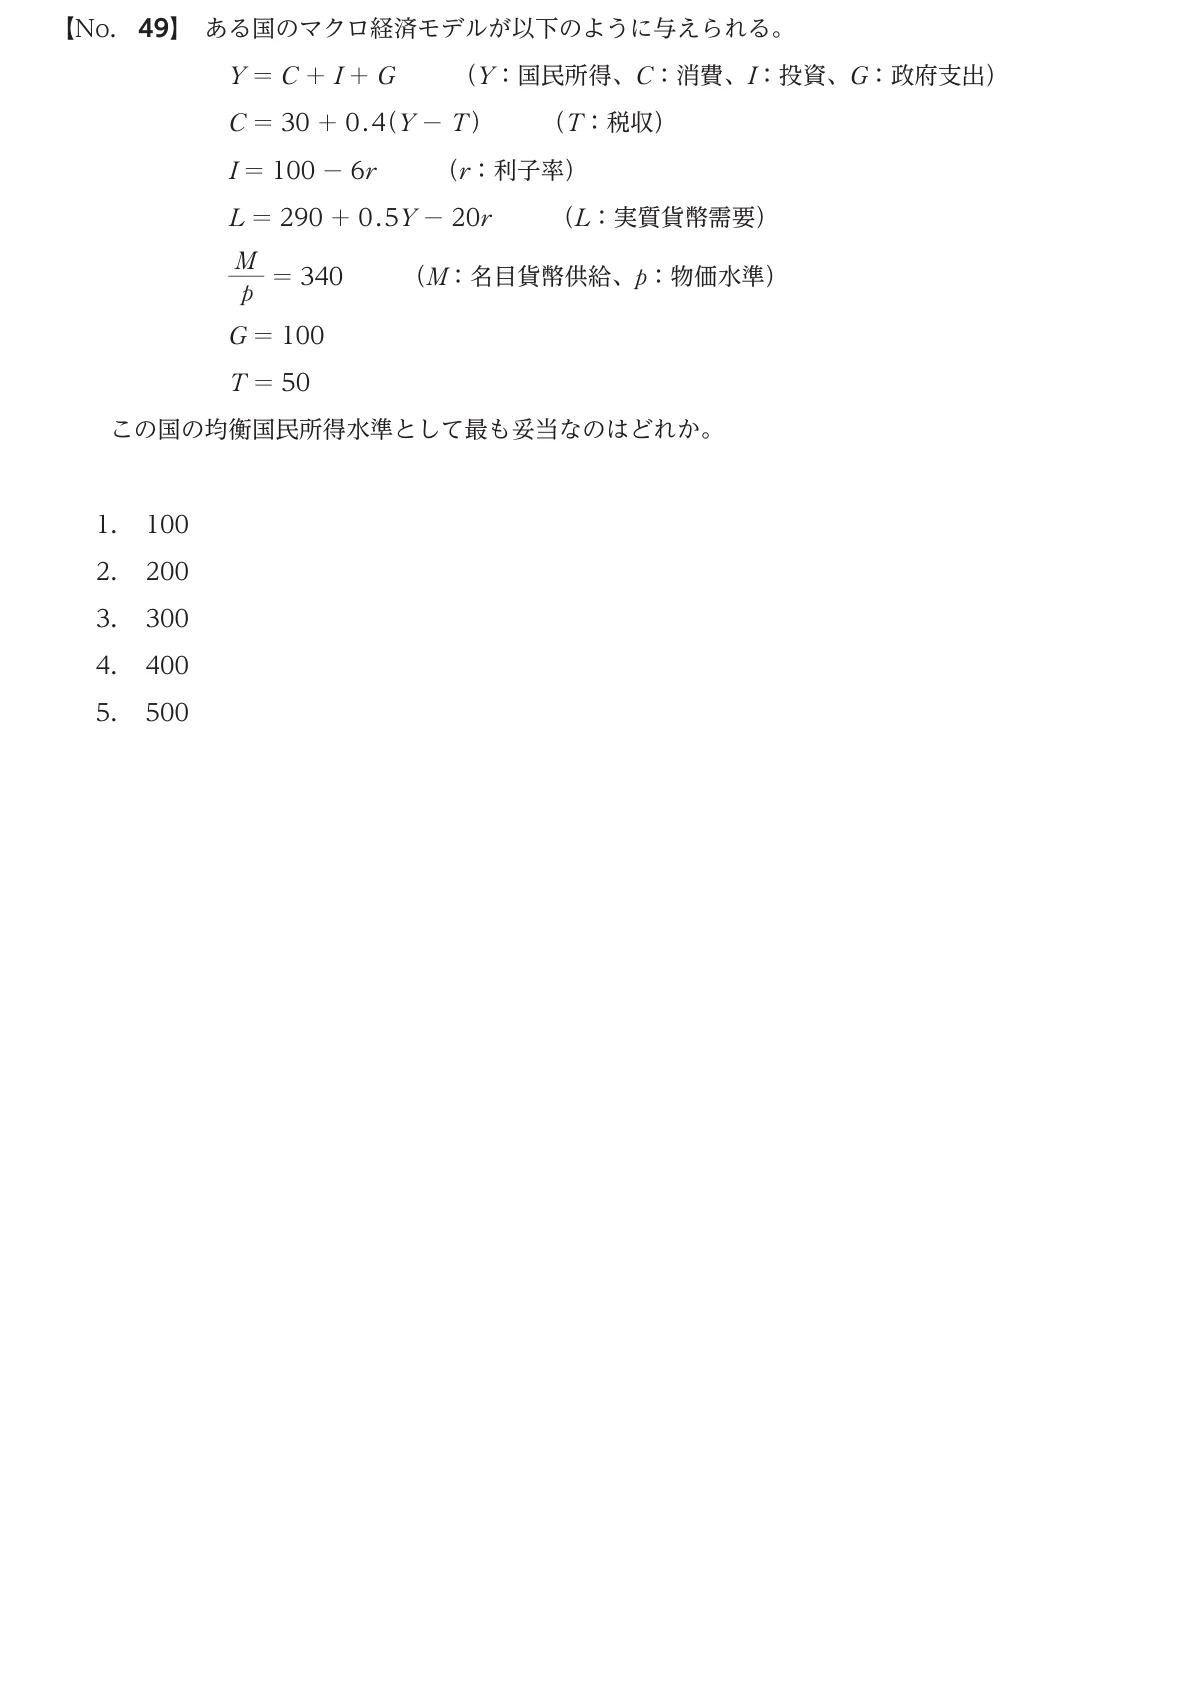 【No. 49】 ある国のマクロ経済モデルが以下のように与えられる。
Y = C + I + G （Y：国民所得、C：消費、I：投資、G：政府支出）
C = 30 + 0.4(Y − T) （T：税収）
I = 100 − 6r （r：利子率）
L = 290 + 0.5Y − 20r （L：実質貨幣需要）
M/p = 340 （M：名目貨幣供給、p：物価水準）
G = 100
T = 50
この国の均衡国民所得水準として最も妥当なのはどれか。
1. 100
2. 200
3. 300
4. 400
5. 500